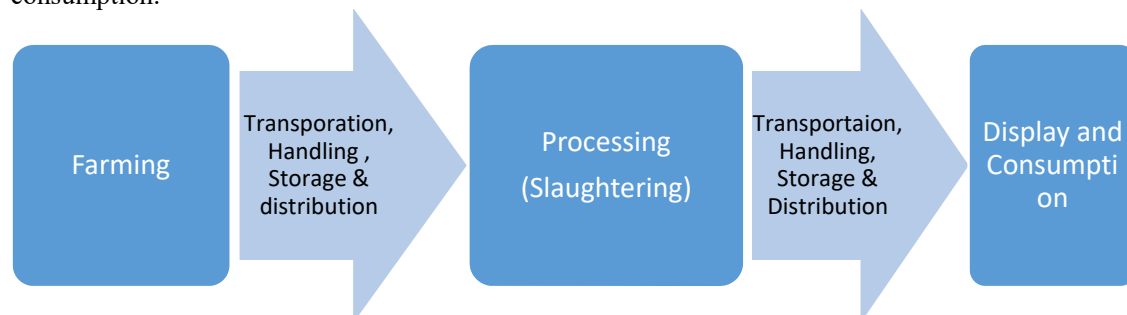 consumption.
Farming
Transporation,
Handling ,
Storage &
distribution
Processing
(Slaughtering)
Transportaion,
Handling,
Storage &
Distribution
Display and
Consumpti
on